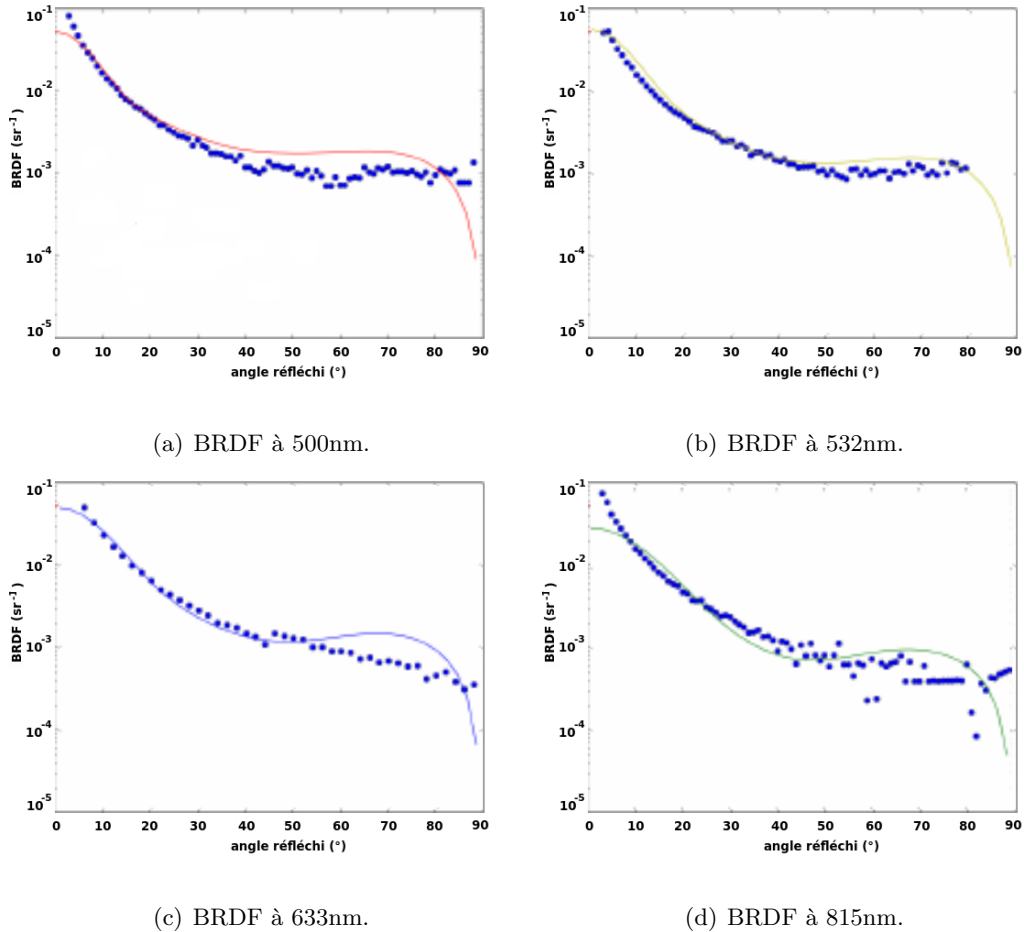 10-1
10-2
10-3
10-4
10-5
BRDF (sr-1)
0 10 20 30 40 50 60 70 80 90
angle réfléchi (°)
(a) BRDF à 500nm.
10-1
10-2
10-3
10-4
10-5
BRDF (sr-1)
0 10 20 30 40 50 60 70 80 90
angle réfléchi (°)
(b) BRDF à 532nm.
10-1
10-2
10-3
10-4
10-5
BRDF (sr-1)
0 10 20 30 40 50 60 70 80 90
angle réfléchi (°)
(c) BRDF à 633nm.
10-1
10-2
10-3
10-4
10-5
BRDF (sr-1)
0 10 20 30 40 50 60 70 80 90
angle réfléchi (°)
(d) BRDF à 815nm.